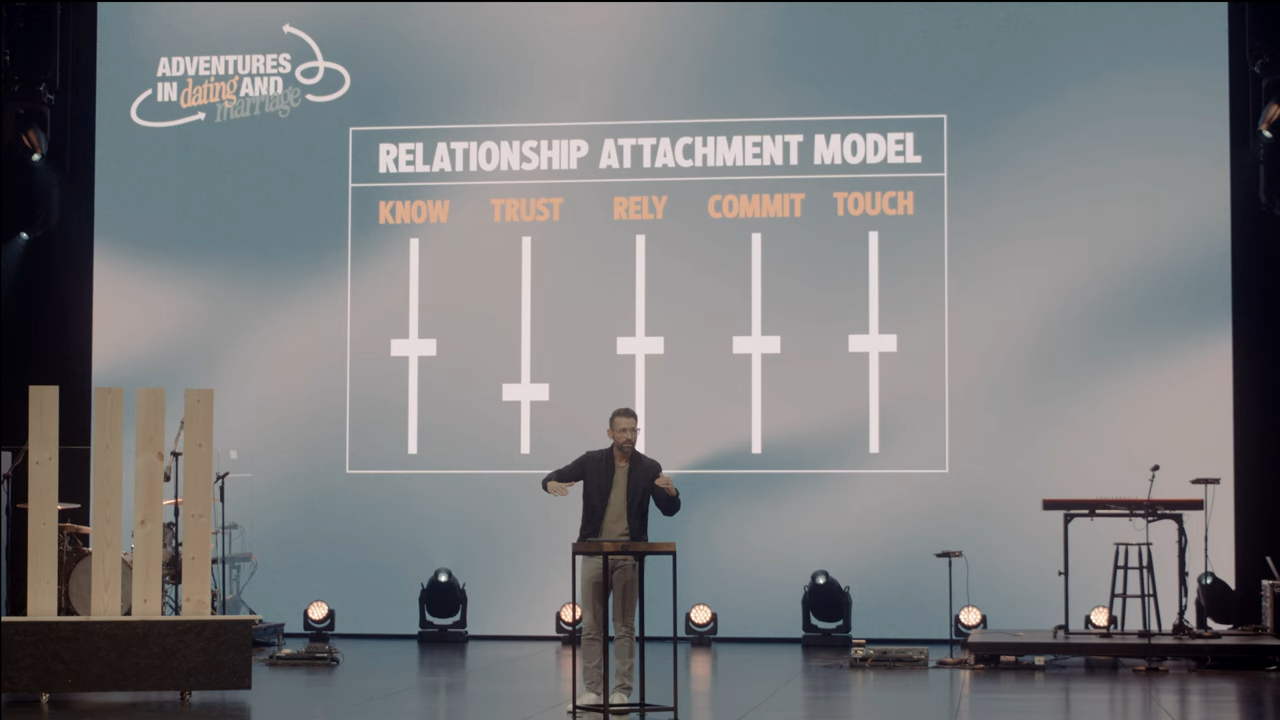 ADVENTURES
IN dating AND
marriage
RELATIONSHIP ATTACHMENT MODEL
KNOW TRUST RELY COMMIT TOUCH